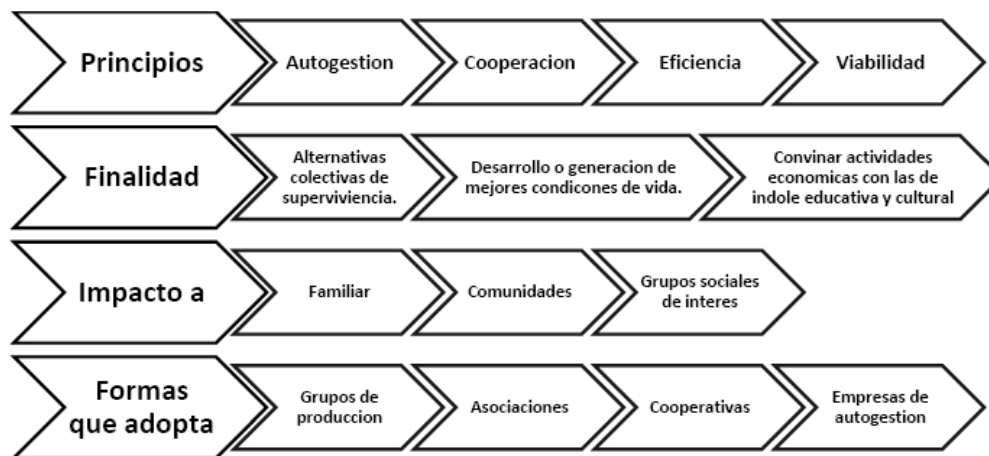 Principios
Autogestion
Cooperacion
Eficiencia
Viabilidad
Finalidad
Alternativas
colectivas de
superviviencia.
Desarrollo o generacion de
mejores condicones de vida.
Convinar actividades
economicas con las de
indole educativa y cultural
Impacto a
Familiar
Comunidades
Grupos sociales
de interes
Formas
que adopta
Grupos de
produccion
Asociaciones
Cooperativas
Empresas de
autogestion